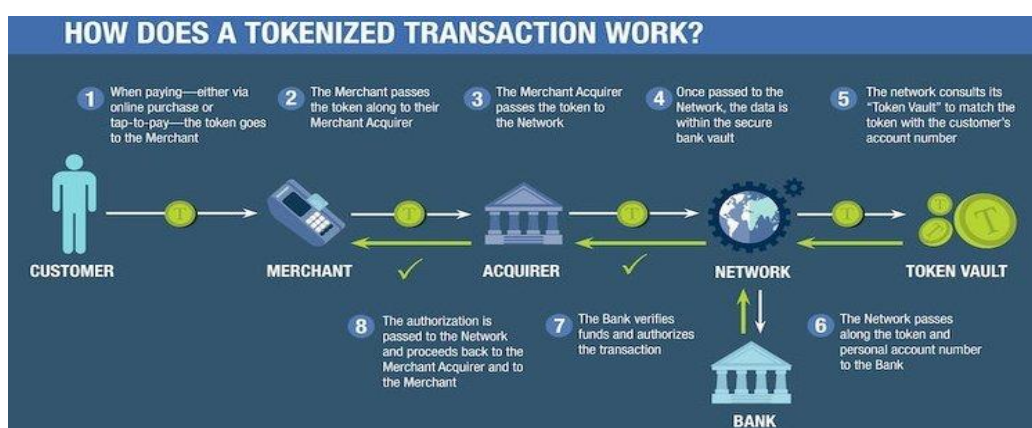 HOW DOES A TOKENIZED TRANSACTION WORK?
1
When paying—either via
online purchase or
tap-to-pay—the token goes
to the Merchant
2
The Merchant passes
the token along to their
Merchant Acquirer
3
The Merchant Acquirer
passes the token to
the Network
4
Once passed to the
Network, the data is
within the secure
bank vault
5
The network consults its
“Token Vault” to match the
token with the customer’s
account number
T
T
T
T
T
T
T
CUSTOMER
MERCHANT
ACQUIRER
NETWORK
TOKEN VAULT
8
The authorization is
passed to the Network
and proceeds back to the
Merchant Acquirer and to
the Merchant
7
The Bank verifies
funds and authorizes
the transaction
6
The Network passes
along the token and
personal account number
to the Bank
BANK